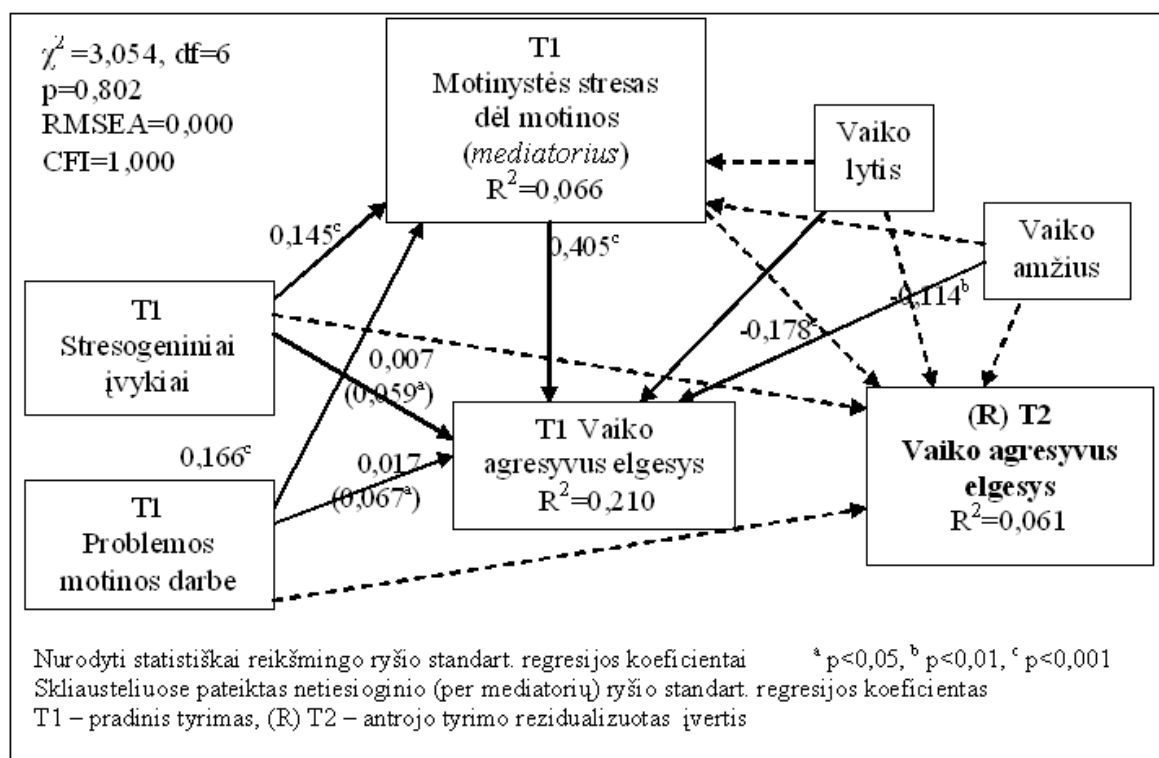 χ² =3,054, df=6
p=0,802
RMSEA=0,000
CFI=1,000
T1
Motinystės stresas
dėl motinos
(mediatorius)
R²=0,066
Vaiko
lytis
Vaiko
amžius
0,145ᶜ
0,405ᶜ
T1
Stresogeniniai
įvykiai
-0,114ᵇ
-0,178ᶜ
0,007
(0,059ᵃ)
0,166ᶜ
0,017
(0,067ᵃ)
T1 Vaiko
agresyvus elgesys
R²=0,210
(R) T2
Vaiko agresyvus
elgesys
R²=0,061
T1
Problemos
motinos darbe
Nurodyti statistiškai reikšmingo ryšio standart. regresijos koeficientai ᵃ p<0,05, ᵇ p<0,01, ᶜ p<0,001
Skliausteliuose pateiktas netiesioginio (per mediatorių) ryšio standart. regresijos koeficientas
T1 – pradinis tyrimas, (R) T2 – antrojo tyrimo rezidualizuotas įvertis